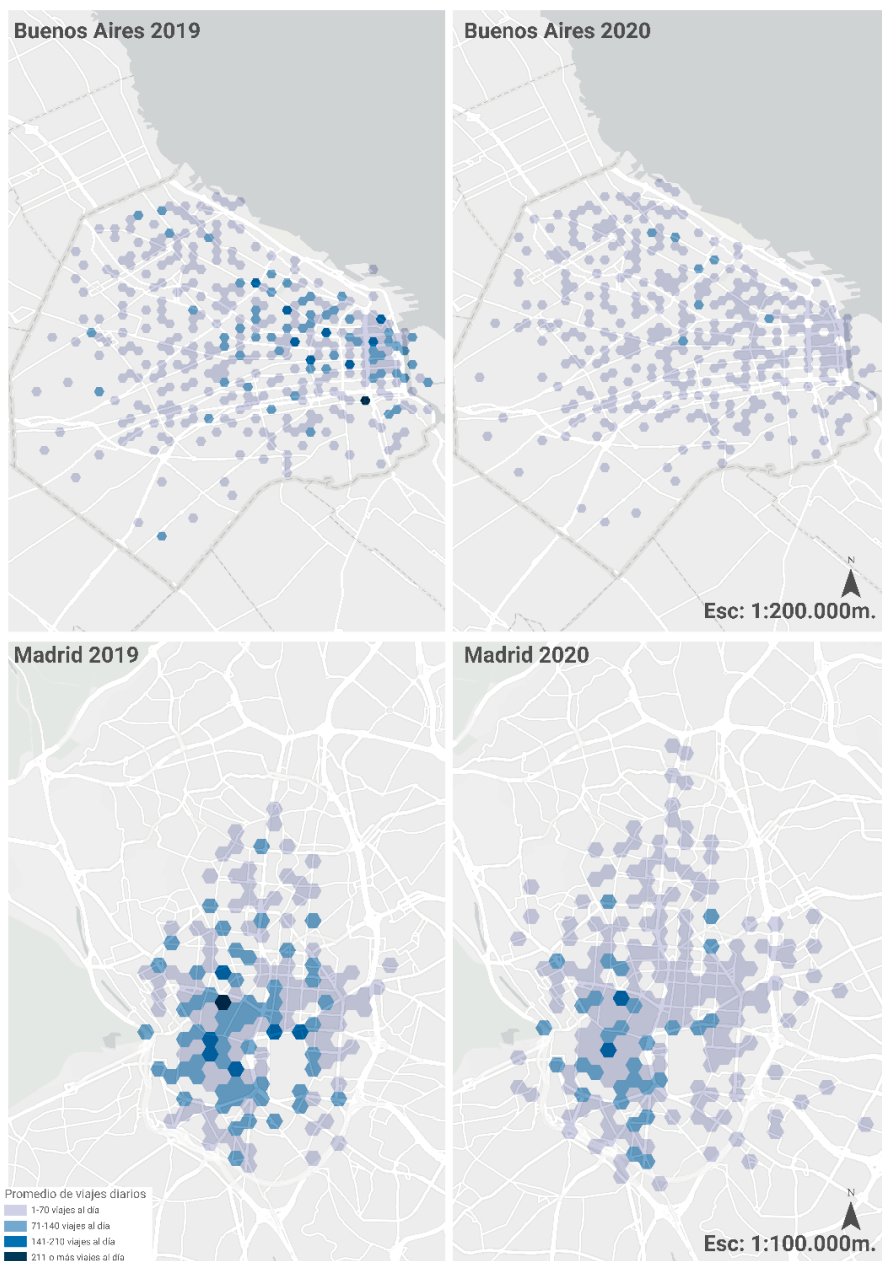 Buenos Aires 2019
Buenos Aires 2020
N
Esc: 1:200.000m.
Madrid 2019
Madrid 2020
Promedio de viajes diarios
1-70 viajes al día
71-140 viajes al día
141-210 viajes al día
211 o más viajes al día
N
Esc: 1:100.000m.